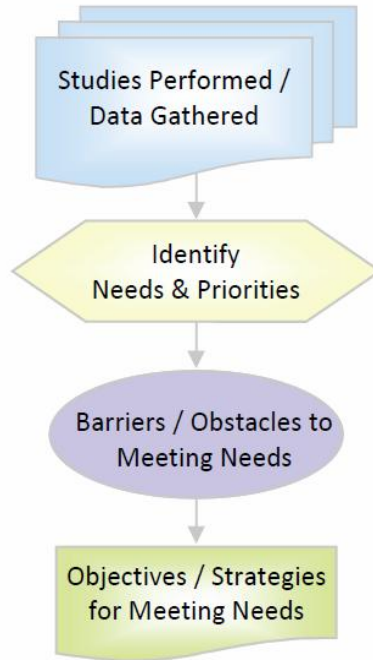 Studies Performed /
Data Gathered
Identify
Needs & Priorities
Barriers / Obstacles to
Meeting Needs
Objectives / Strategies
for Meeting Needs